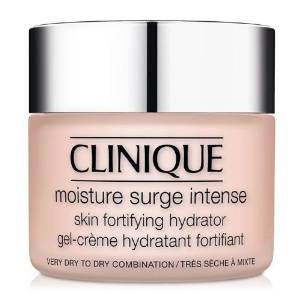 CLINIQUE
moisture surge intense
skin fortifying hydrator
gel-crème hydratant fortifiant
VERY DRY TO DRY COMBINATION / TRÈS SÈCHE À MIXTE